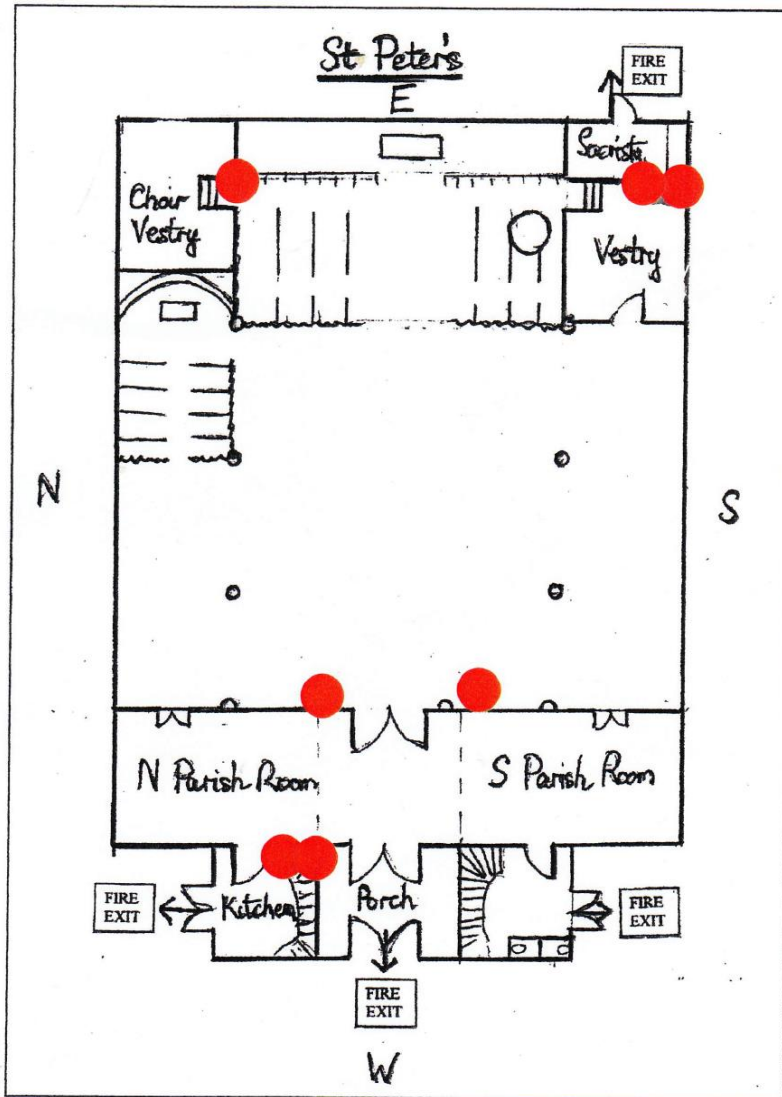 St Peter's
E
FIRE
EXIT
Sacristy
Choir
Vestry
Vestry
N
S
N Parish Room
S Parish Room
FIRE
EXIT
Kitchen
Porch
FIRE
EXIT
FIRE
EXIT
W